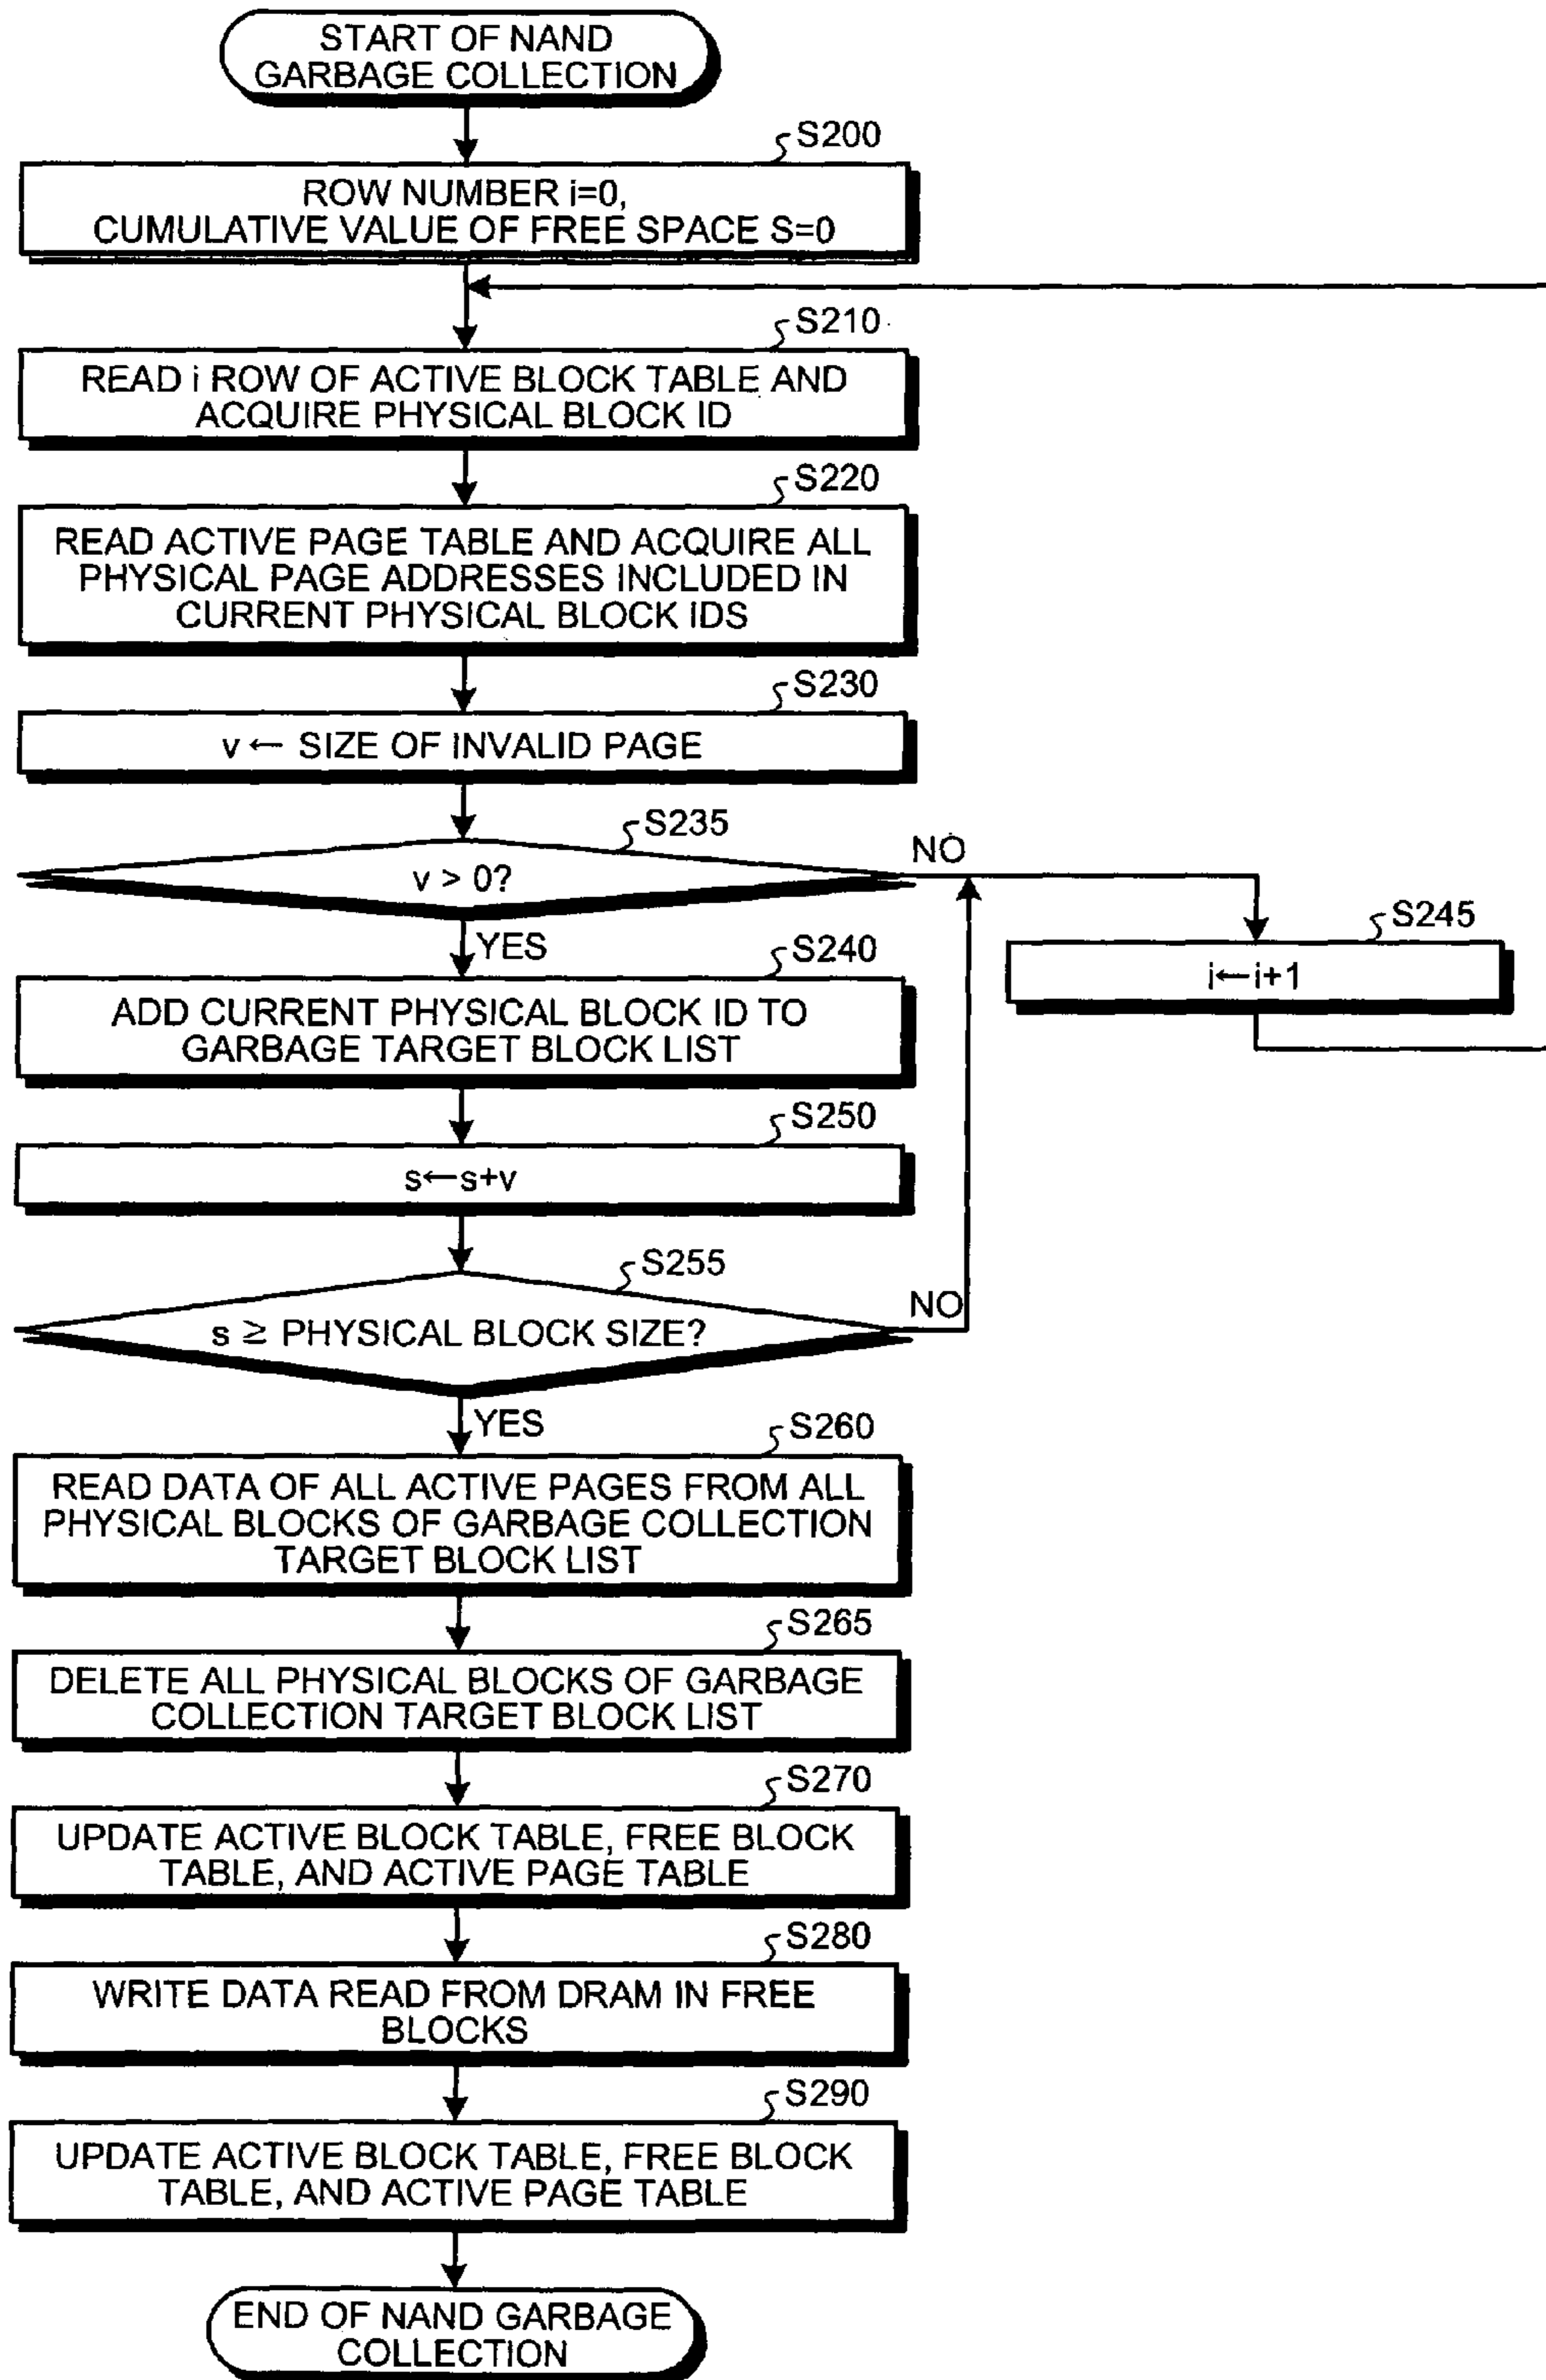 START OF NAND
GARBAGE COLLECTION
S200
ROW NUMBER i=0,
CUMULATIVE VALUE OF FREE SPACE S=0
S210
READ i ROW OF ACTIVE BLOCK TABLE AND
ACQUIRE PHYSICAL BLOCK ID
S220
READ ACTIVE PAGE TABLE AND ACQUIRE ALL
PHYSICAL PAGE ADDRESSES INCLUDED IN
CURRENT PHYSICAL BLOCK IDS
S230
v ← SIZE OF INVALID PAGE
S235
v > 0?
NO
YES
S245
i←i+1
S240
ADD CURRENT PHYSICAL BLOCK ID TO
GARBAGE TARGET BLOCK LIST
S250
s←s+v
S255
s ≥ PHYSICAL BLOCK SIZE?
NO
YES
S260
READ DATA OF ALL ACTIVE PAGES FROM ALL
PHYSICAL BLOCKS OF GARBAGE COLLECTION
TARGET BLOCK LIST
S265
DELETE ALL PHYSICAL BLOCKS OF GARBAGE
COLLECTION TARGET BLOCK LIST
S270
UPDATE ACTIVE BLOCK TABLE, FREE BLOCK
TABLE, AND ACTIVE PAGE TABLE
S280
WRITE DATA READ FROM DRAM IN FREE
BLOCKS
S290
UPDATE ACTIVE BLOCK TABLE, FREE BLOCK
TABLE, AND ACTIVE PAGE TABLE
END OF NAND GARBAGE
COLLECTION